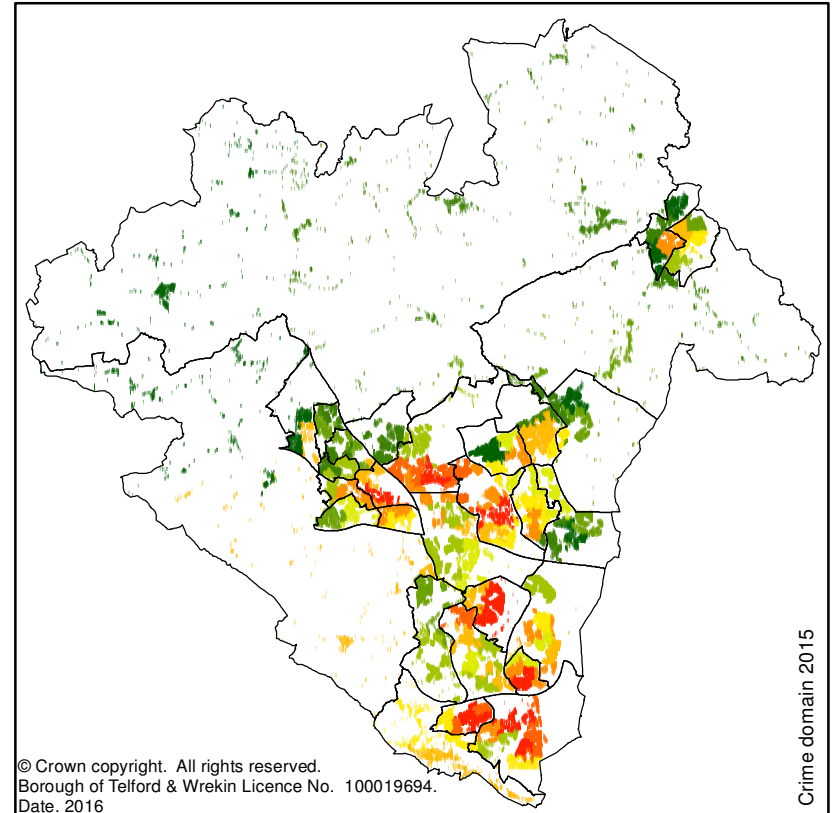 Crime domain 2015
© Crown copyright.  All rights reserved.
Borough of Telford & Wrekin Licence No.  100019694.
Date. 2016